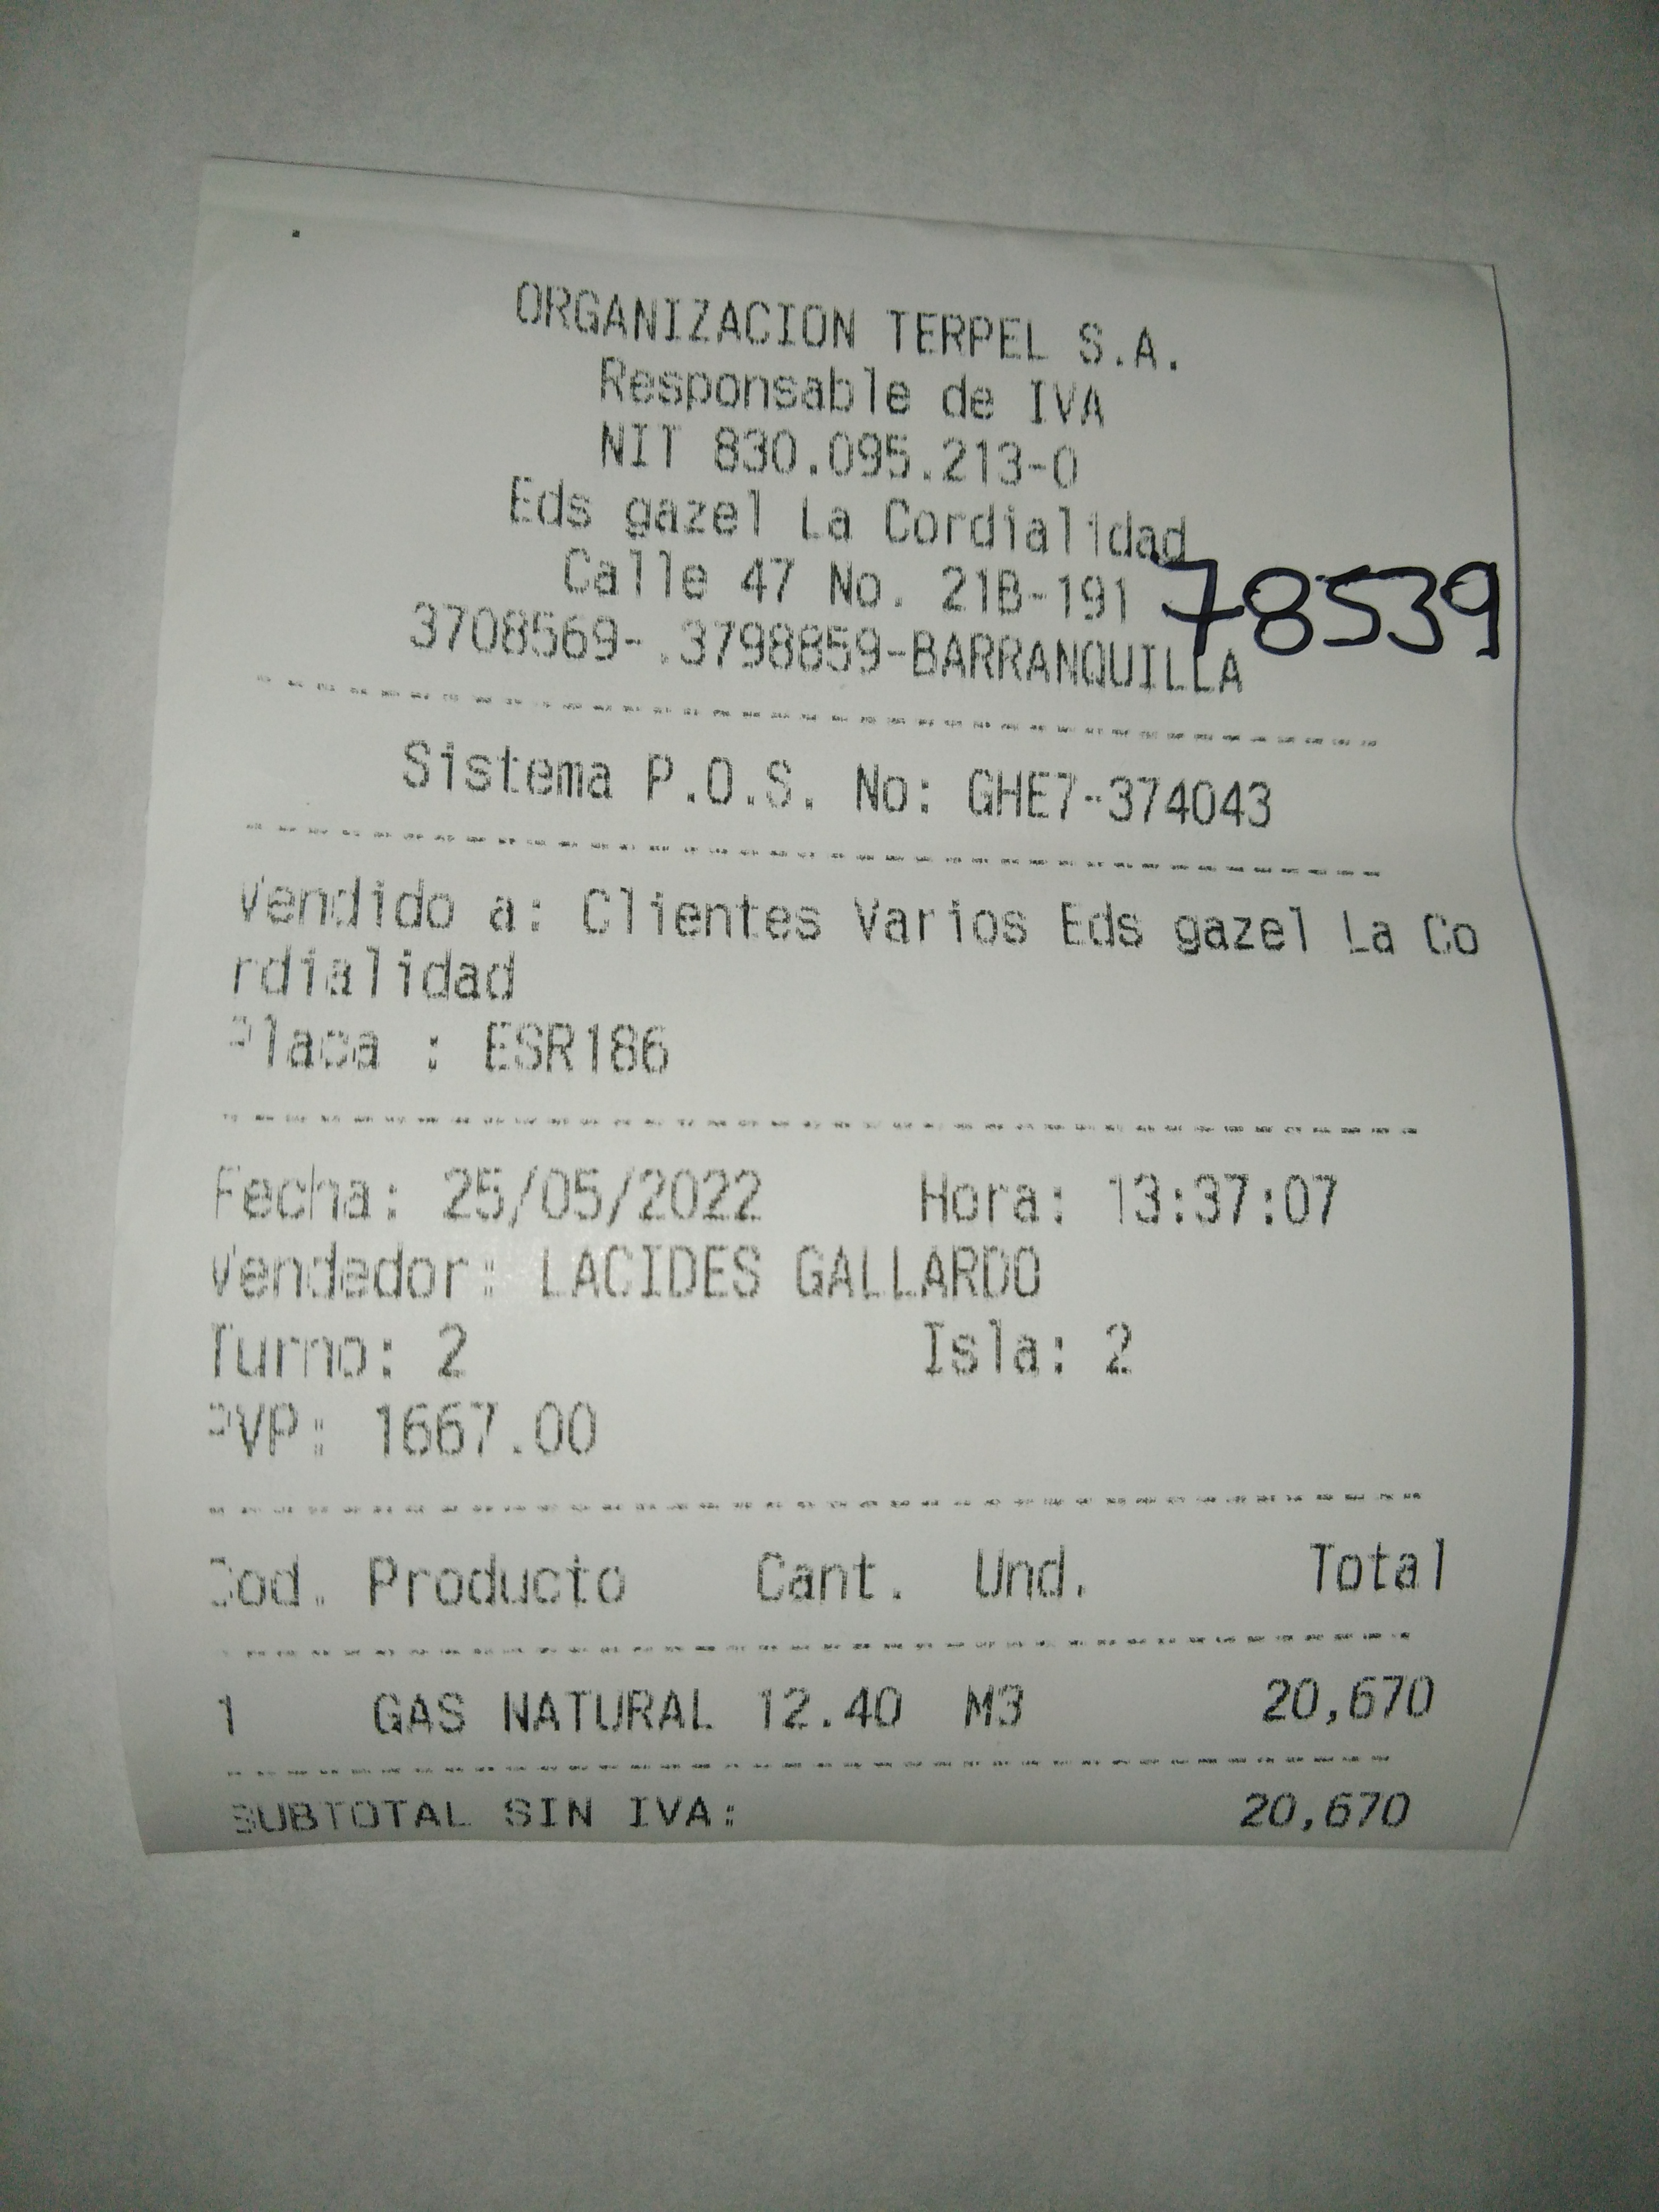 ORGANIZACION TERPEL S.A.
Responsable de IVA
NIT 830.095.213-0
Eds gazel La Cordialidad
Calle 47 No. 21B-191
78539
3708569-.3798859-BARRANQUILLA
Sistema P.O.S. No: GHE7-374043
Vendido a: Clientes Varios Eds gazel La Co
rdialidad
Placa : ESR186
Fecha: 25/05/2022 Hora: 13:37:07
Vendedor: LACIDES GALLARDO
Turno: 2 Isla: 2
PVP: 1667.00
Cod. Producto Cant. Und. Total
1 GAS NATURAL 12.40 M3 20,670
SUBTOTAL SIN IVA: 20,670